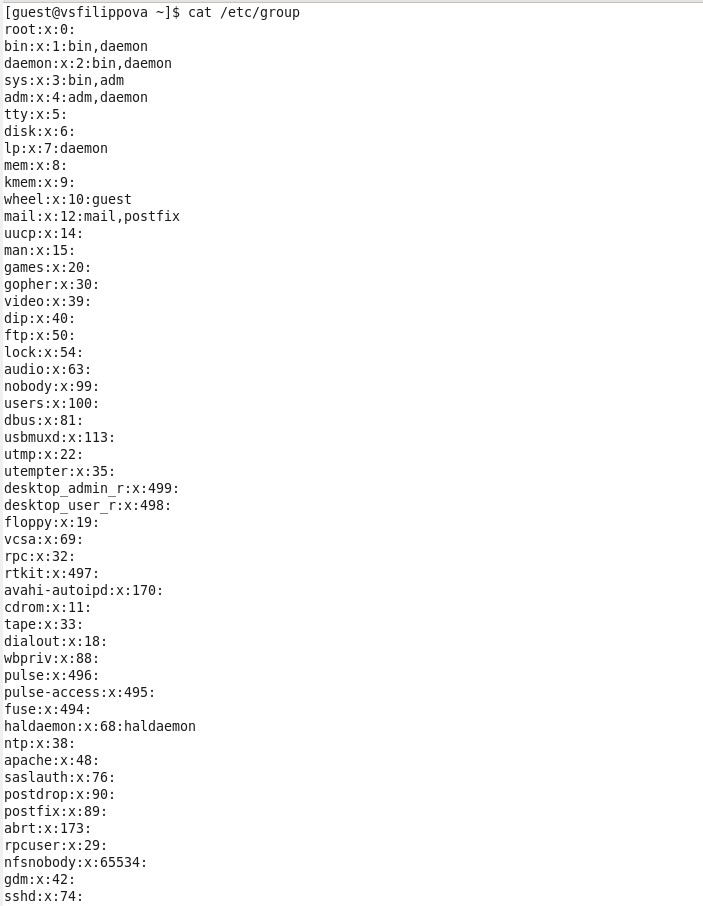 [guest@vsfilippova ~]$ cat /etc/group
root:x:0:
bin:x:1:bin,daemon
daemon:x:2:bin,daemon
sys:x:3:bin,adm
adm:x:4:adm,daemon
tty:x:5:
disk:x:6:
lp:x:7:daemon
mem:x:8:
kmem:x:9:
wheel:x:10:guest
mail:x:12:mail,postfix
uucp:x:14:
man:x:15:
games:x:20:
gopher:x:30:
video:x:39:
dip:x:40:
ftp:x:50:
lock:x:54:
audio:x:63:
nobody:x:99:
users:x:100:
dbus:x:81:
usbmuxd:x:113:
utmp:x:22:
utempter:x:35:
desktop_admin_r:x:499:
desktop_user_r:x:498:
floppy:x:19:
vcsa:x:69:
rpc:x:32:
rtkit:x:497:
avahi-autoipd:x:170:
cdrom:x:11:
tape:x:33:
dialout:x:18:
wbpriv:x:88:
pulse:x:496:
pulse-access:x:495:
fuse:x:494:
haldaemon:x:68:haldaemon
ntp:x:38:
apache:x:48:
saslauth:x:76:
postdrop:x:90:
postfix:x:89:
abrt:x:173:
rpcuser:x:29:
nfsnobody:x:65534:
gdm:x:42:
sshd:x:74: